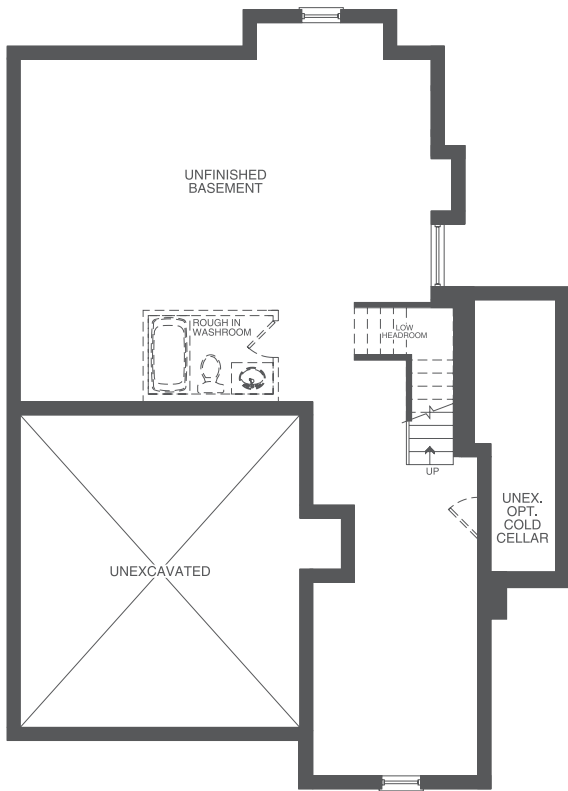 UNFINISHED
BASEMENT
ROUGH IN
WASHROOM
LOW
HEADROOM
UP
UNEX.
OPT.
COLD
CELLAR
UNEXCAVATED